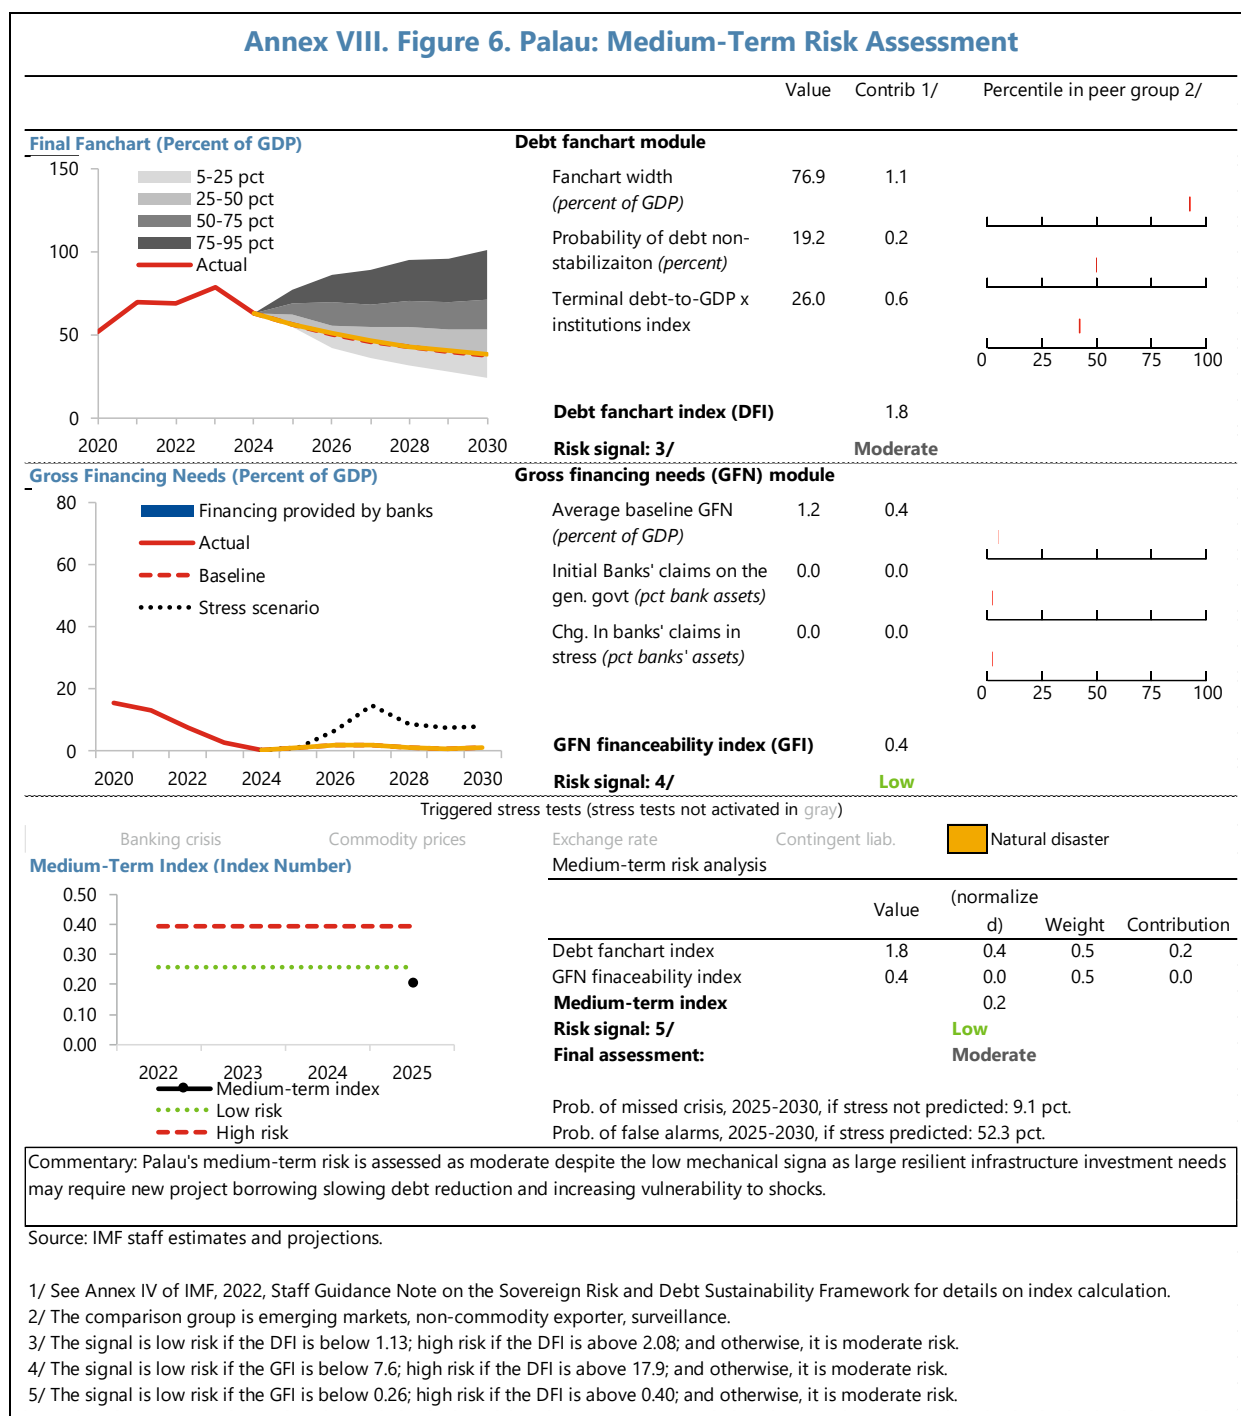 Annex VIII. Figure 6. Palau: Medium-Term Risk Assessment
Value Contrib 1/ Percentile in peer group 2/
Final Fanchart (Percent of GDP)
150
100
50
0
5-25 pct
25-50 pct
50-75 pct
75-95 pct
Actual
2020 2022 2024 2026 2028 2030
Debt fanchart module
Fanchart width 76.9 1.1
(percent of GDP)
Probability of debt non- 19.2 0.2
stabilizaiton (percent)
Terminal debt-to-GDP x 26.0 0.6
institutions index
0 25 50 75 100
Debt fanchart index (DFI) 1.8
Risk signal: 3/ Moderate
Gross Financing Needs (Percent of GDP)
80
60
40
20
0
Financing provided by banks
Actual
Baseline
Stress scenario
2020 2022 2024 2026 2028 2030
Gross financing needs (GFN) module
Average baseline GFN 1.2 0.4
(percent of GDP)
Initial Banks' claims on the 0.0 0.0
gen. govt (pct bank assets)
Chg. In banks' claims in 0.0 0.0
stress (pct banks' assets)
0 25 50 75 100
GFN financeability index (GFI) 0.4
Risk signal: 4/ Low
Triggered stress tests (stress tests not activated in gray)
Banking crisis Commodity prices Exchange rate Contingent liab. Natural disaster
Medium-Term Index (Index Number)
0.50
0.40
0.30
0.20
0.10
0.00
2022 2023 2024 2025
Medium-term index
Low risk
High risk
Medium-term risk analysis
Value (normalize
d) Weight Contribution
Debt fanchart index 1.8 0.4 0.5 0.2
GFN finaceability index 0.4 0.0 0.5 0.0
Medium-term index 0.2
Risk signal: 5/ Low
Final assessment: Moderate
Prob. of missed crisis, 2025-2030, if stress not predicted: 9.1 pct.
Prob. of false alarms, 2025-2030, if stress predicted: 52.3 pct.
Commentary: Palau's medium-term risk is assessed as moderate despite the low mechanical signa as large resilient infrastructure investment needs
may require new project borrowing slowing debt reduction and increasing vulnerability to shocks.
Source: IMF staff estimates and projections.
1/ See Annex IV of IMF, 2022, Staff Guidance Note on the Sovereign Risk and Debt Sustainability Framework for details on index calculation.
2/ The comparison group is emerging markets, non-commodity exporter, surveillance.
3/ The signal is low risk if the DFI is below 1.13; high risk if the DFI is above 2.08; and otherwise, it is moderate risk.
4/ The signal is low risk if the GFI is below 7.6; high risk if the DFI is above 17.9; and otherwise, it is moderate risk.
5/ The signal is low risk if the GFI is below 0.26; high risk if the DFI is above 0.40; and otherwise, it is moderate risk.